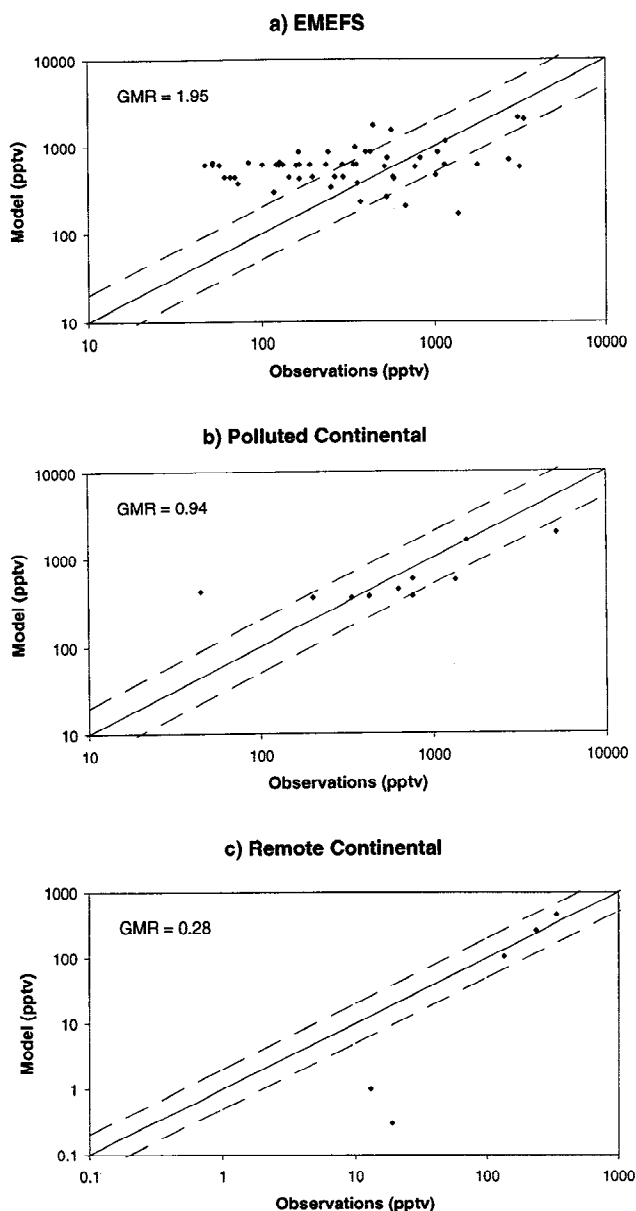 a) EMEFS
10000
GMR = 1.95
1000
Model (pptv)
100
10
10
100
1000
10000
Observations (pptv)
b) Polluted Continental
10000
GMR = 0.94
1000
Model (pptv)
100
10
10
100
1000
10000
Observations (pptv)
c) Remote Continental
1000
GMR = 0.28
100
Model (pptv)
10
1
0.1
0.1
1
10
100
1000
Observations (pptv)